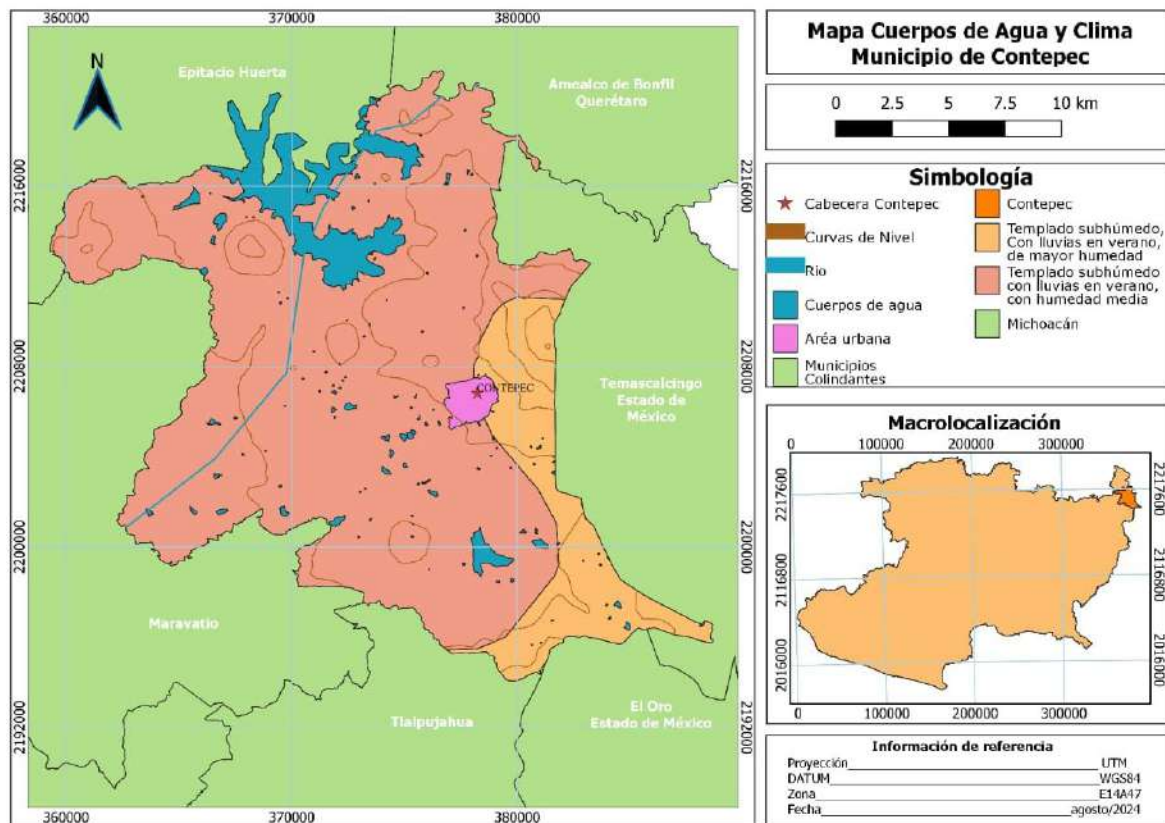 360000
370000
380000
N
Epitacio Huerta
Amealco de Bonfil
Querétaro
2216000
2216000
2208000
2208000
CONTEPEC
Temascalcingo
Estado de
México
2200000
2200000
Maravatio
Tlalpujahua
El Oro
Estado de México
2192000
2192000
360000
370000
380000
Mapa Cuerpos de Agua y Clima
Municipio de Contepec
0 2.5 5 7.5 10 km
Simbología
Cabecera Contepec
Curvas de Nivel
Rio
Cuerpos de agua
Aréa urbana
Municipios
Colindantes
Contepec
Templado subhúmedo,
Con lluvias en verano,
de mayor humedad
Templado subhúmedo
con lluvias en verano,
con humedad media
Michoacán
Macrolocalización
0 100000 200000 300000
2217600
2217600
2116800
2116800
2016000
2016000
0 100000 200000 300000
Información de referencia
Proyección UTM
DATUM WGS84
Zona E14A47
Fecha agosto/2024